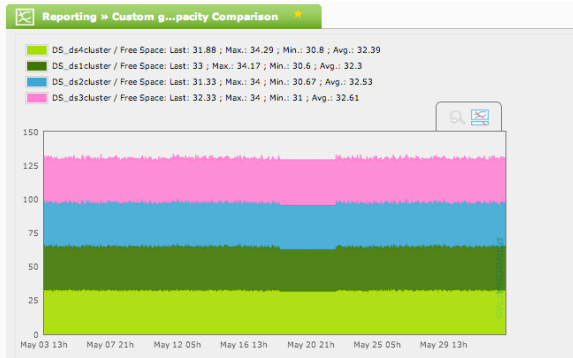 Reporting » Custom g...pacity Comparison
DS_ds4cluster / Free Space: Last: 31.88 ; Max.: 34.29 ; Min.: 30.8 ; Avg.: 32.39
DS_ds1cluster / Free Space: Last: 33 ; Max.: 34.17 ; Min.: 30.6 ; Avg.: 32.3
DS_ds2cluster / Free Space: Last: 31.33 ; Max.: 34 ; Min.: 30.67 ; Avg.: 32.53
DS_ds3cluster / Free Space: Last: 32.33 ; Max.: 34 ; Min.: 31 ; Avg.: 32.61
150
125
100
75
50
25
0
May 03 13h May 07 21h May 12 05h May 16 13h May 20 21h May 25 05h May 29 13h